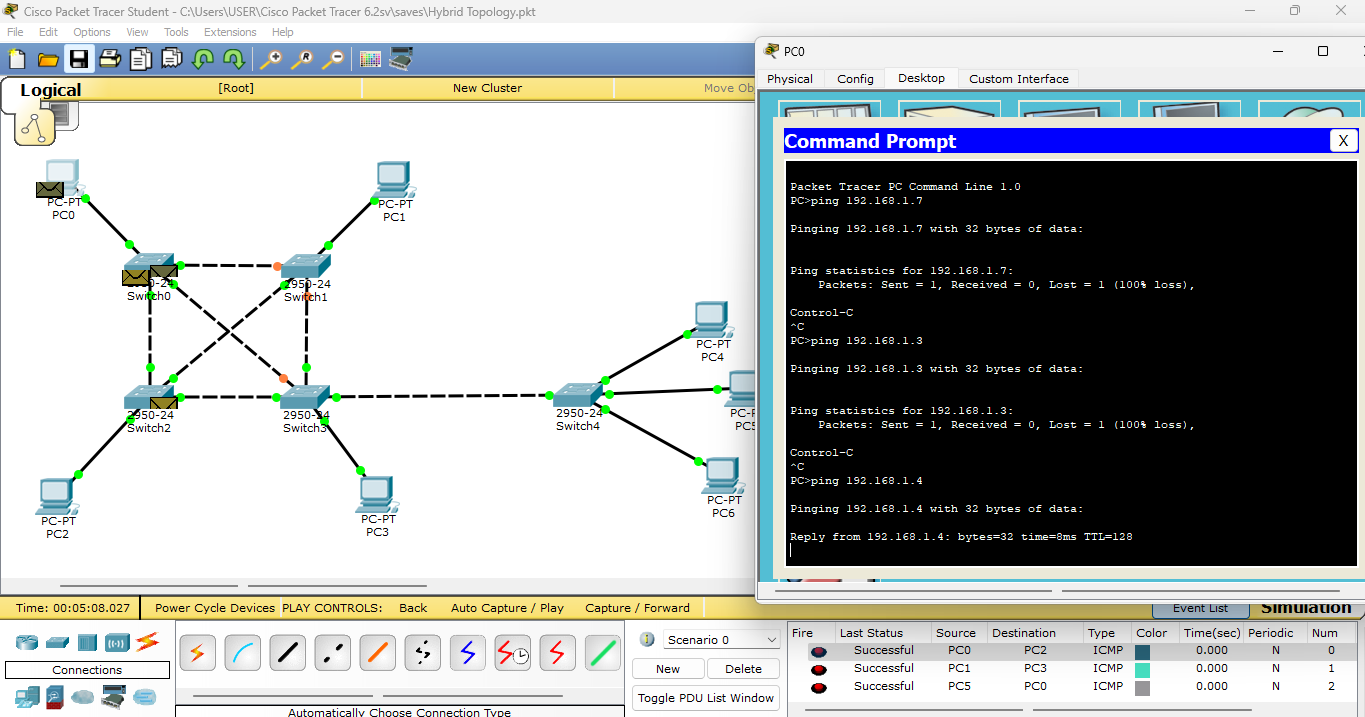 Cisco Packet Tracer Student - C:\Users\USER\Cisco Packet Tracer 6.2sv\saves\Hybrid Topology.pkt
File Edit Options View Tools Extensions Help
Logical
[Root]
New Cluster
Move Ob
PC-PT
PC0
PC-PT
PC1
Switch0
2950-24
Switch1
PC-PT
PC4
2950-24
Switch2
2950-24
Switch3
2950-24
Switch4
PC-P
PC5
PC-PT
PC2
PC-PT
PC3
PC-PT
PC6
PC0
Physical Config Desktop Custom Interface
Command Prompt
X
Packet Tracer PC Command Line 1.0
PC>ping 192.168.1.7
Pinging 192.168.1.7 with 32 bytes of data:
Ping statistics for 192.168.1.7:
Packets: Sent = 1, Received = 0, Lost = 1 (100% loss),
Control-C
^C
PC>ping 192.168.1.3
Pinging 192.168.1.3 with 32 bytes of data:
Ping statistics for 192.168.1.3:
Packets: Sent = 1, Received = 0, Lost = 1 (100% loss),
Control-C
^C
PC>ping 192.168.1.4
Pinging 192.168.1.4 with 32 bytes of data:
Reply from 192.168.1.4: bytes=32 time=8ms TTL=128
Time: 00:05:08.027 Power Cycle Devices PLAY CONTROLS: Back Auto Capture / Play Capture / Forward
Event List Simulation
Connections
Automatically Choose Connection Type
Scenario 0
New Delete
Toggle PDU List Window
Fire Last Status Source Destination Type Color Time(sec) Periodic Num
Successful PC0 PC2 ICMP 0.000 N 0
Successful PC1 PC3 ICMP 0.000 N 1
Successful PC5 PC0 ICMP 0.000 N 2